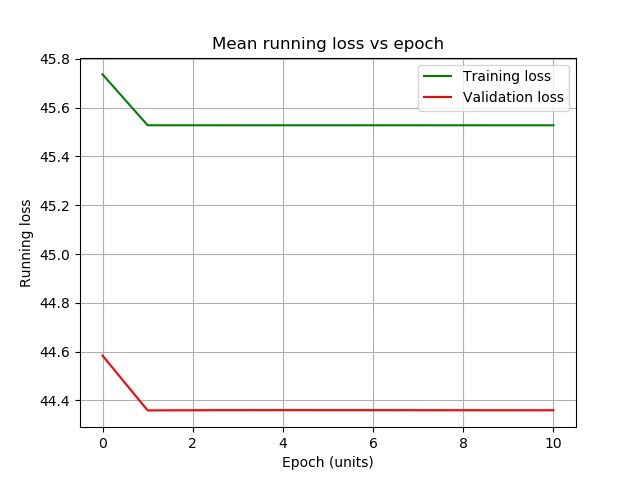 Mean running loss vs epoch
Training loss
Validation loss
45.8
45.6
45.4
45.2
45.0
44.8
44.6
44.4
Running loss
0 2 4 6 8 10
Epoch (units)